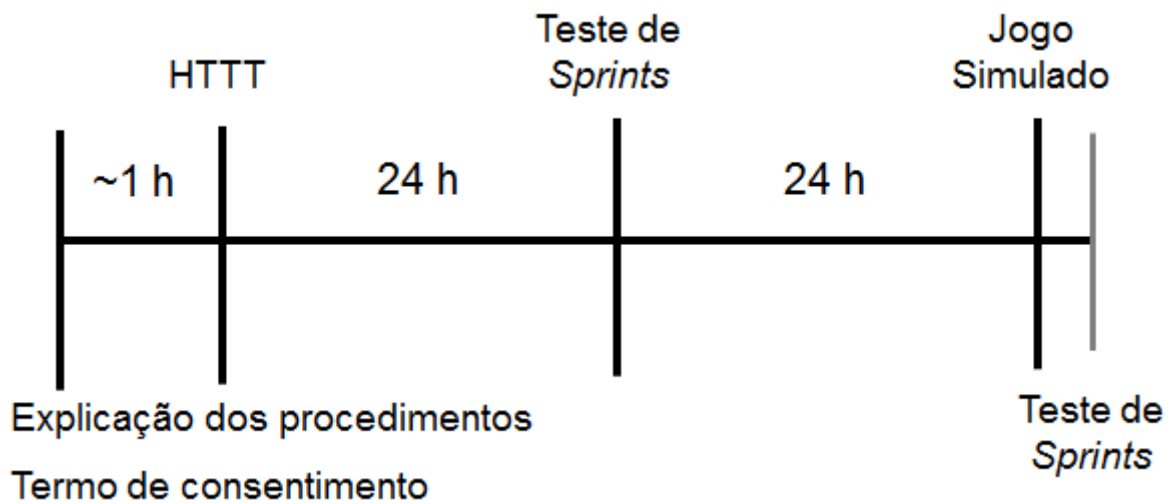 HTTT
Teste de
Sprints
Jogo
Simulado
~1 h
24 h
24 h
Explicação dos procedimentos
Termo de consentimento
Teste de
Sprints